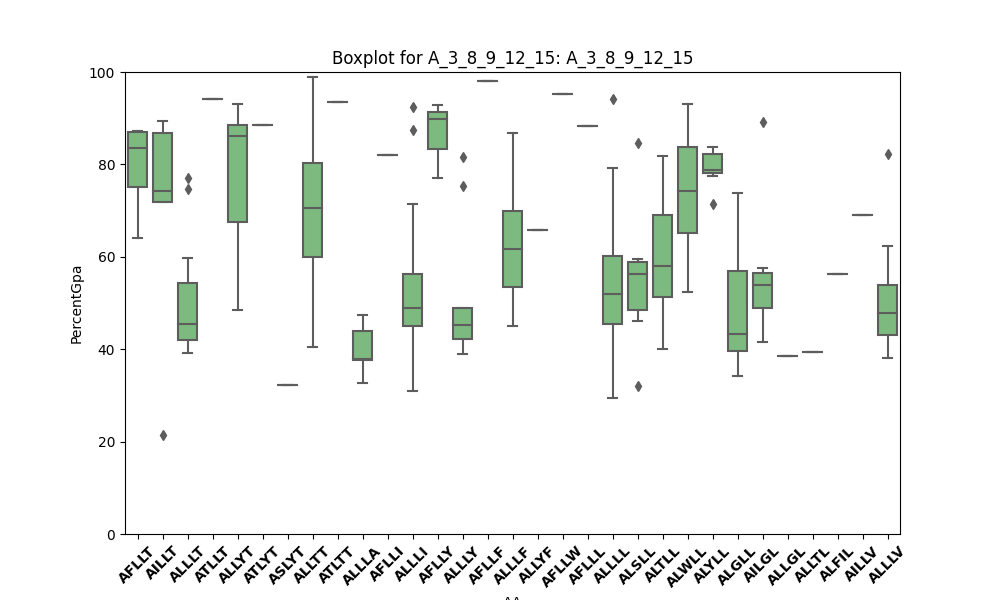 Boxplot for A_3_8_9_12_15: A_3_8_9_12_15
PercentGpa
100
80
60
40
20
0
AFLLT
AILLT
ALLLT
ATLLT
ALLYT
ATLYT
ASLYT
ALLTT
ATLTT
ALLLA
AFLLI
ALLLI
AFLLY
ALLLY
AFLLF
ALLLF
ALLYF
AFLLW
AFLLL
ALLLL
ALSLL
ALTLL
ALWLL
ALYLL
ALGLL
AILGL
ALLGL
ALLTL
ALFIL
AILLV
ALLLV